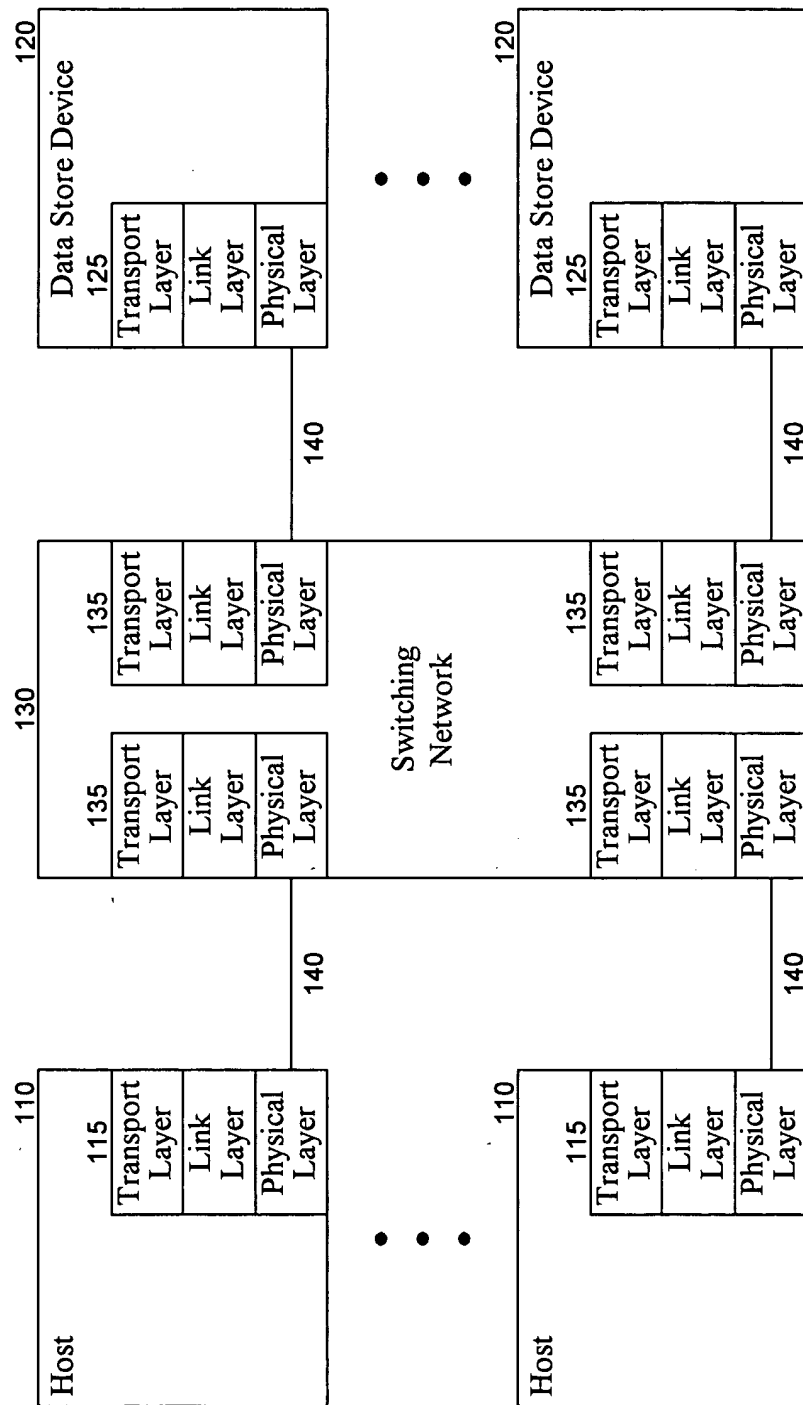 110
Host
115
Transport
Layer
Link
Layer
Physical
Layer
140
130
135
Transport
Layer
Link
Layer
Physical
Layer
135
Transport
Layer
Link
Layer
Physical
Layer
140
120
Data Store Device
125
Transport
Layer
Link
Layer
Physical
Layer
Switching
Network
110
Host
115
Transport
Layer
Link
Layer
Physical
Layer
140
135
Transport
Layer
Link
Layer
Physical
Layer
135
Transport
Layer
Link
Layer
Physical
Layer
140
120
Data Store Device
125
Transport
Layer
Link
Layer
Physical
Layer